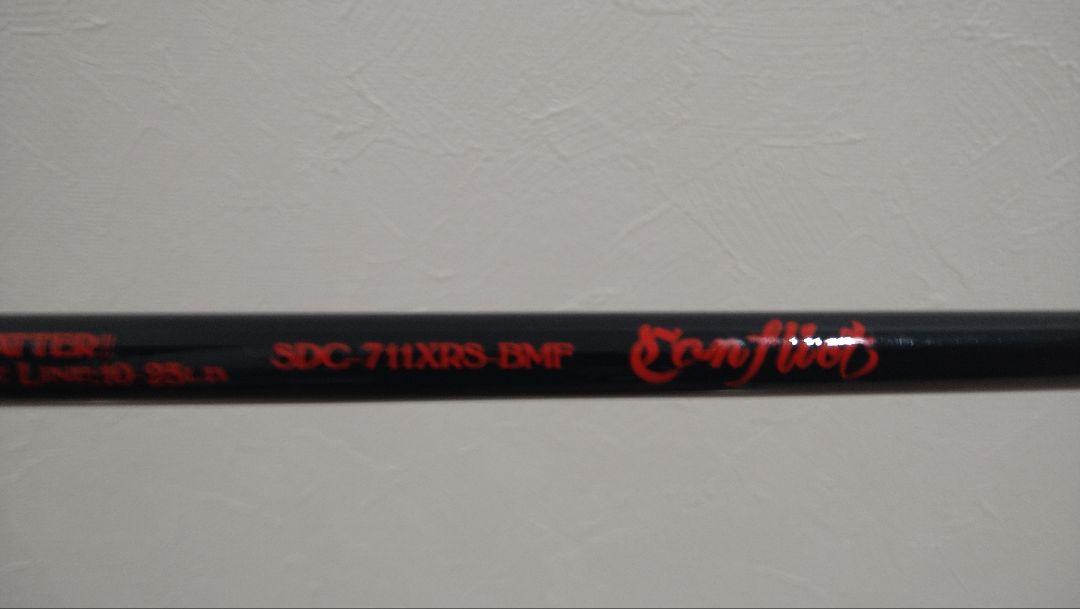 SDC-711XRS-BMF
Conflict
LINE:10-25LB